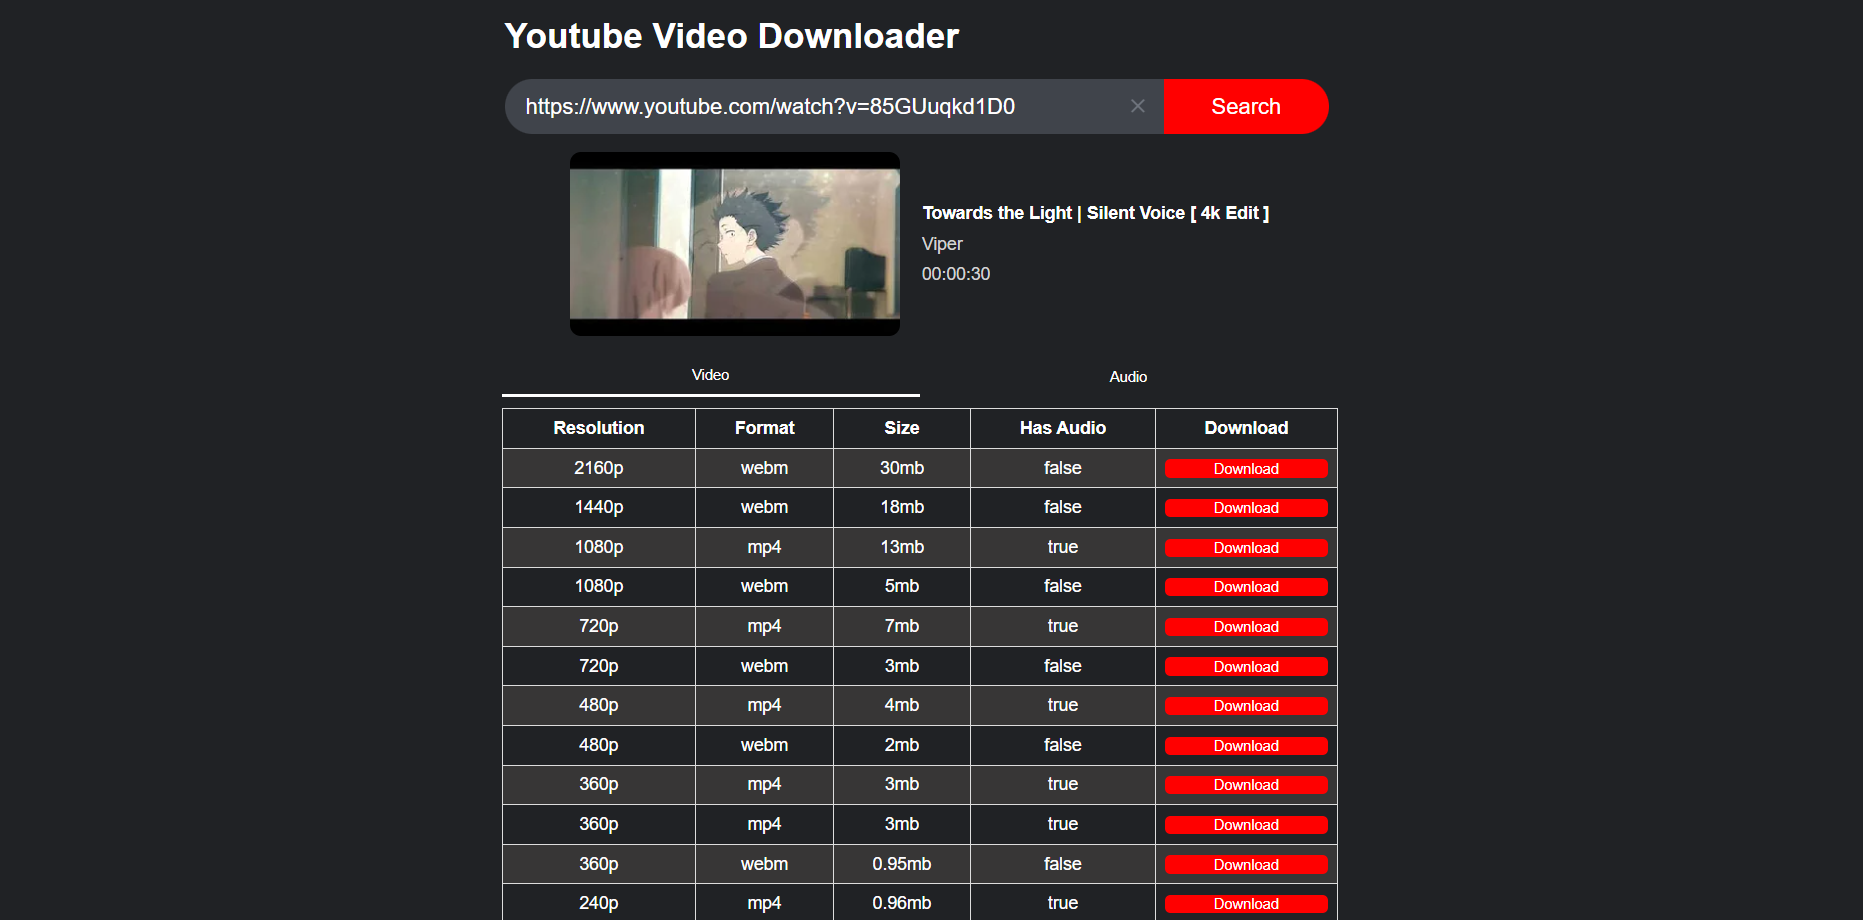 Youtube Video Downloader
https://www.youtube.com/watch?v=85GUuqkd1D0 × Search
Towards the Light | Silent Voice [ 4k Edit ]
Viper
00:00:30
Video Audio
Resolution Format Size Has Audio Download
2160p webm 30mb false Download
1440p webm 18mb false Download
1080p mp4 13mb true Download
1080p webm 5mb false Download
720p mp4 7mb true Download
720p webm 3mb false Download
480p mp4 4mb true Download
480p webm 2mb false Download
360p mp4 3mb true Download
360p mp4 3mb true Download
360p webm 0.95mb false Download
240p mp4 0.96mb true Download